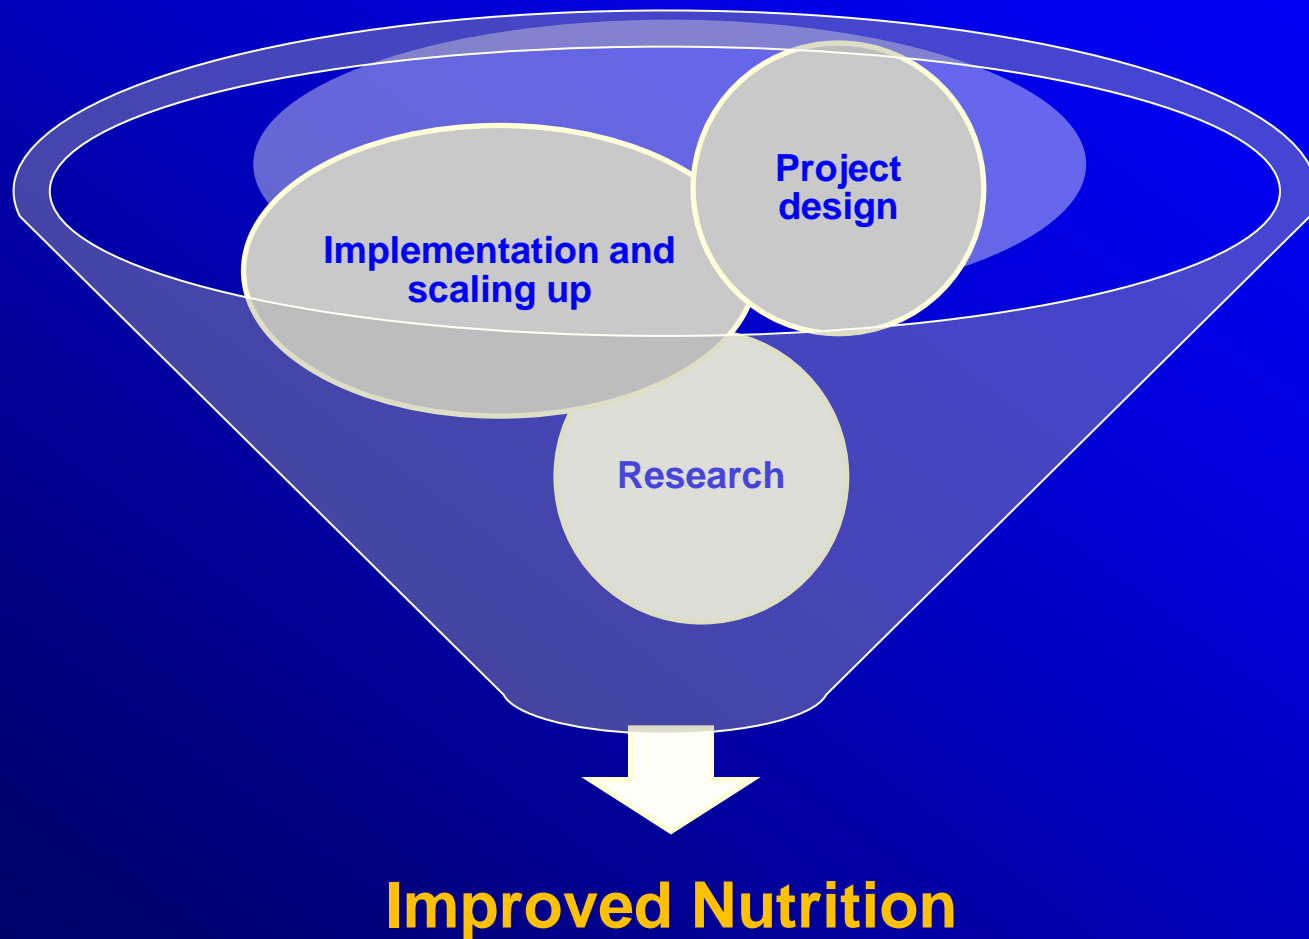 Project
design
Implementation and
scaling up
Research
Improved Nutrition